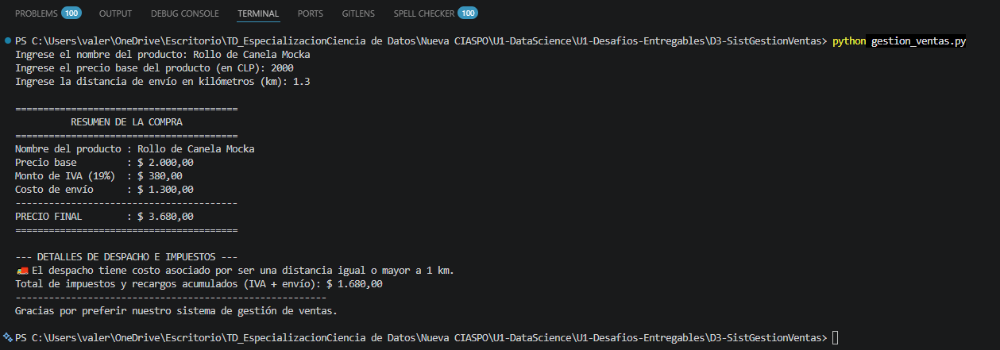 PROBLEMS 100 OUTPUT DEBUG CONSOLE TERMINAL PORTS GITLENS SPELL CHECKER 100
PS C:\Users\valer\OneDrive\Escritorio\TD_EspecializacionCiencia de Datos\Nueva CIASPO\U1-DataScience\U1-Desafios-Entregables\D3-SistGestionVentas> python gestion_ventas.py
Ingrese el nombre del producto: Rollo de Canela Mocka
Ingrese el precio base del producto (en CLP): 2000
Ingrese la distancia de envío en kilómetros (km): 1.3
========================================
RESUMEN DE LA COMPRA
========================================
Nombre del producto : Rollo de Canela Mocka
Precio base : $ 2.000,00
Monto de IVA (19%) : $ 380,00
Costo de envío : $ 1.300,00
----------------------------------------
PRECIO FINAL : $ 3.680,00
========================================
--- DETALLES DE DESPACHO E IMPUESTOS ---
🚚 El despacho tiene costo asociado por ser una distancia igual o mayor a 1 km.
Total de impuestos y recargos acumulados (IVA + envío): $ 1.680,00
--------------------------------------------------------
Gracias por preferir nuestro sistema de gestión de ventas.
PS C:\Users\valer\OneDrive\Escritorio\TD_EspecializacionCiencia de Datos\Nueva CIASPO\U1-DataScience\U1-Desafios-Entregables\D3-SistGestionVentas>